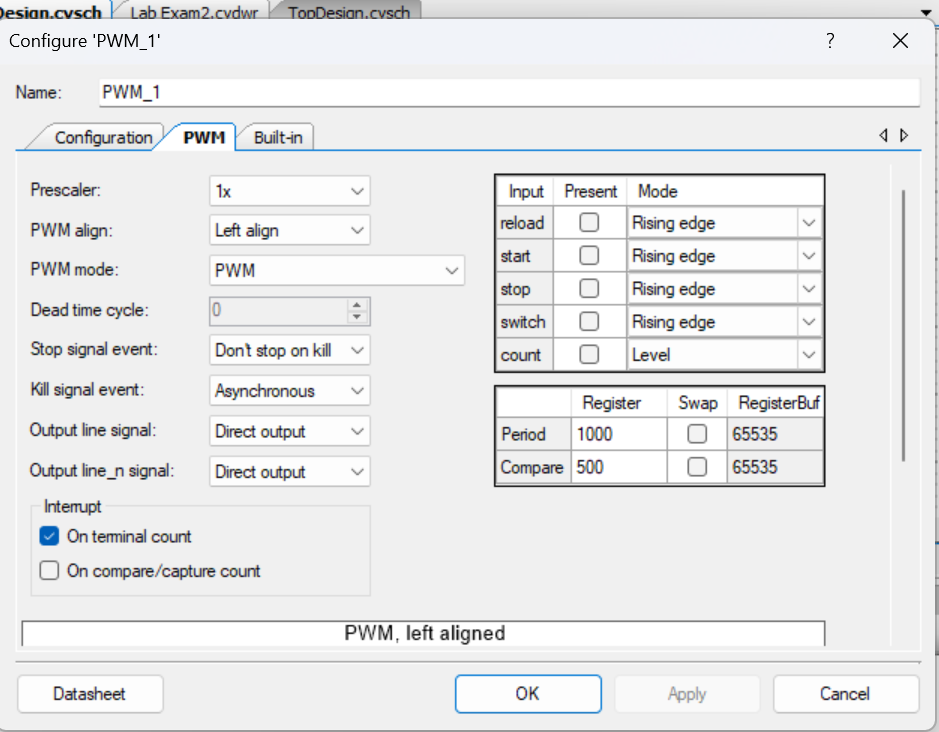 Design.cysch Lab Exam2.cydwr TopDesign.cysch
Configure 'PWM_1' ?
Name: PWM_1
Configuration PWM Built-in
Prescaler: 1x
PWM align: Left align
PWM mode: PWM
Dead time cycle: 0
Stop signal event: Don't stop on kill
Kill signal event: Asynchronous
Output line signal: Direct output
Output line_n signal: Direct output
Interrupt
On terminal count
On compare/capture count
Input Present Mode
reload Rising edge
start Rising edge
stop Rising edge
switch Rising edge
count Level
Register Swap RegisterBuf
Period 1000 65535
Compare 500 65535
PWM, left aligned
Datasheet OK Apply Cancel